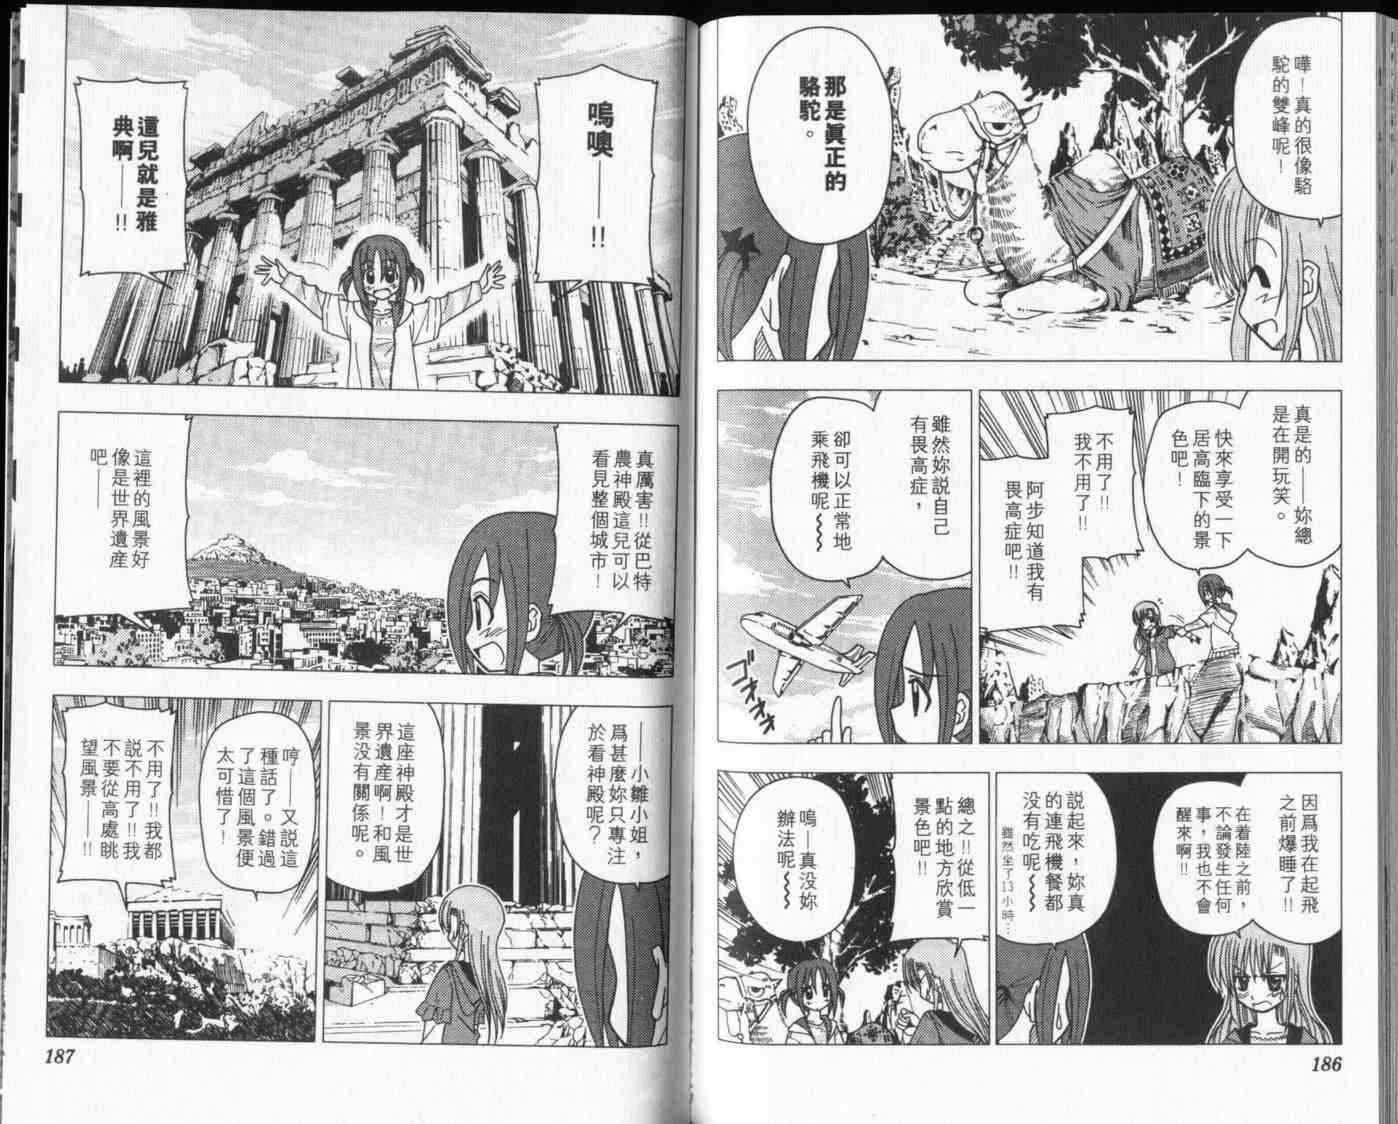 嘩！真的很像駱
駝的雙峰呢！
那是真正的
駱駝。
真是的——妳總
是在開玩笑。
快來享受一下
居高臨下的景
色吧！
不用了!!
我不用了!!
阿步知道我有
畏高症吧!!
雖然妳說自己
有畏高症，
卻可以正常地
乘飛機呢～～
ゴオオオ
因爲我在起飛
之前爆睡了!!
在着陸之前，
不論發生任何
事，我也不會
醒來啊!!
說起來，妳真
的連飛機餐都
没有吃呢～～
雖然坐了13小時…
總之!!從低一
點的地方欣賞
景色吧!!
嗚—真没妳
辦法呢～～
186
嗚噢——!!
這兒就是雅
典啊——!!
真厲害!!從巴特
農神殿這兒可以
看見整個城市！
這裡的風景好
像是世界遺産
吧——
——小雛小姐，
爲甚麼妳只專注
於看神殿呢？
這座神殿才是世
界遺産啊！和風
景没有關係呢。
哼——又說這
種話了。錯過
了這個風景便
太可惜了！
不用了!!我都
說不用了!!我
不要從高處眺
望風景——!!
187